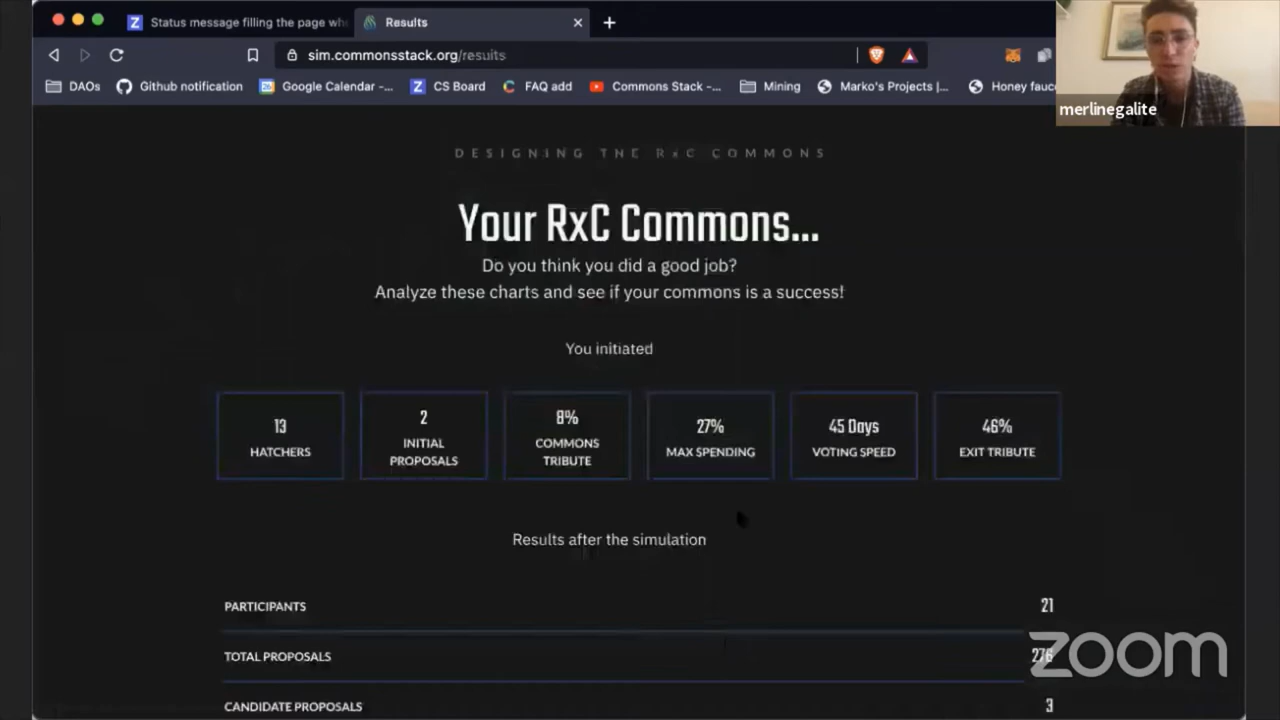 Status message filling the page wh
Results
sim.commonsstack.org/results
DAOs
Github notification
Google Calendar -...
CS Board
FAQ add
Commons Stack -...
Mining
Marko's Projects |...
Honey fauc
merlinegalite
DESIGNING THE RxC COMMONS
Your RxC Commons...
Do you think you did a good job?
Analyze these charts and see if your commons is a success!
You initiated
13
HATCHERS
2
INITIAL
PROPOSALS
8%
COMMONS
TRIBUTE
27%
MAX SPENDING
45 Days
VOTING SPEED
46%
EXIT TRIBUTE
Results after the simulation
PARTICIPANTS
21
TOTAL PROPOSALS
276
CANDIDATE PROPOSALS
3
zoom